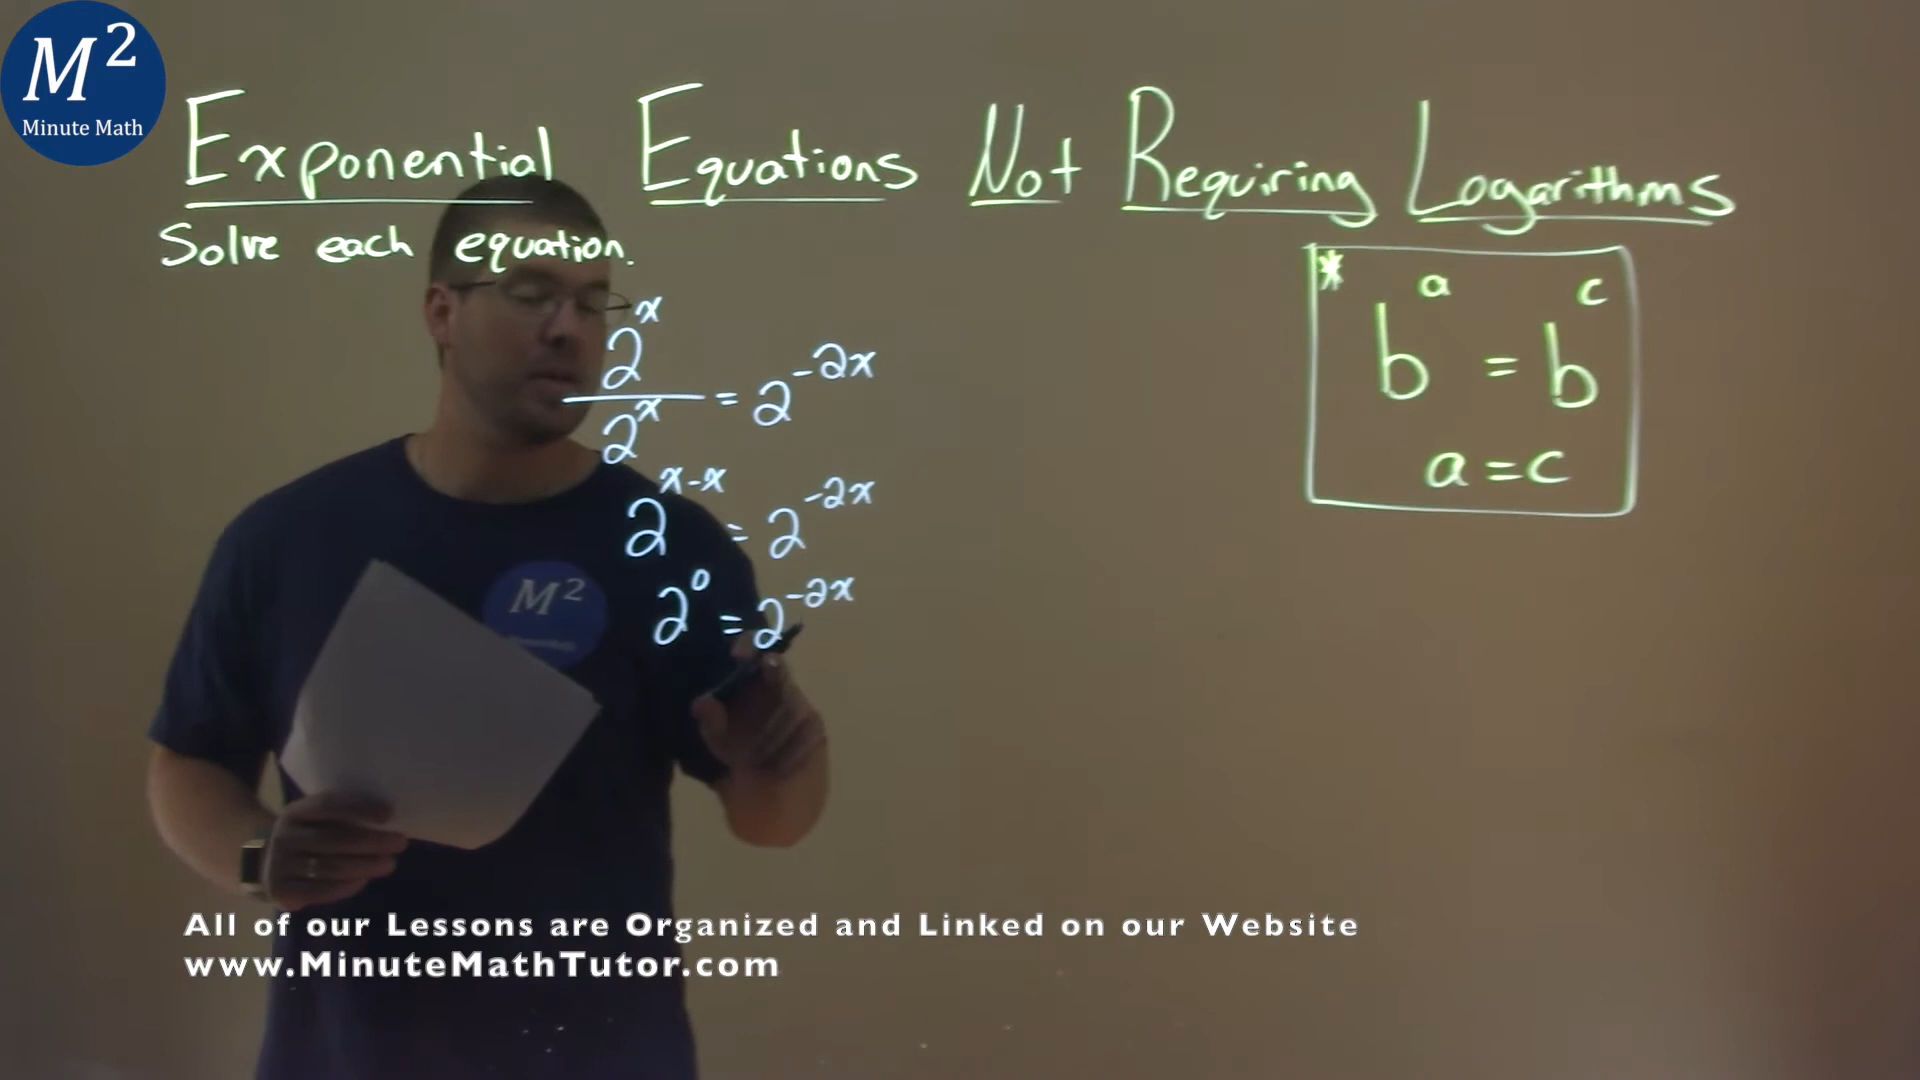 M²
Minute Math
Exponential Equations Not Requiring Logarithms
Solve each equation.
2^x / 2^x = 2^-2x
2^x-x = 2^-2x
2^0 = 2^-2x
* b^a = b^c
a = c
M²
All of our Lessons are Organized and Linked on our Website
www.MinuteMathTutor.com